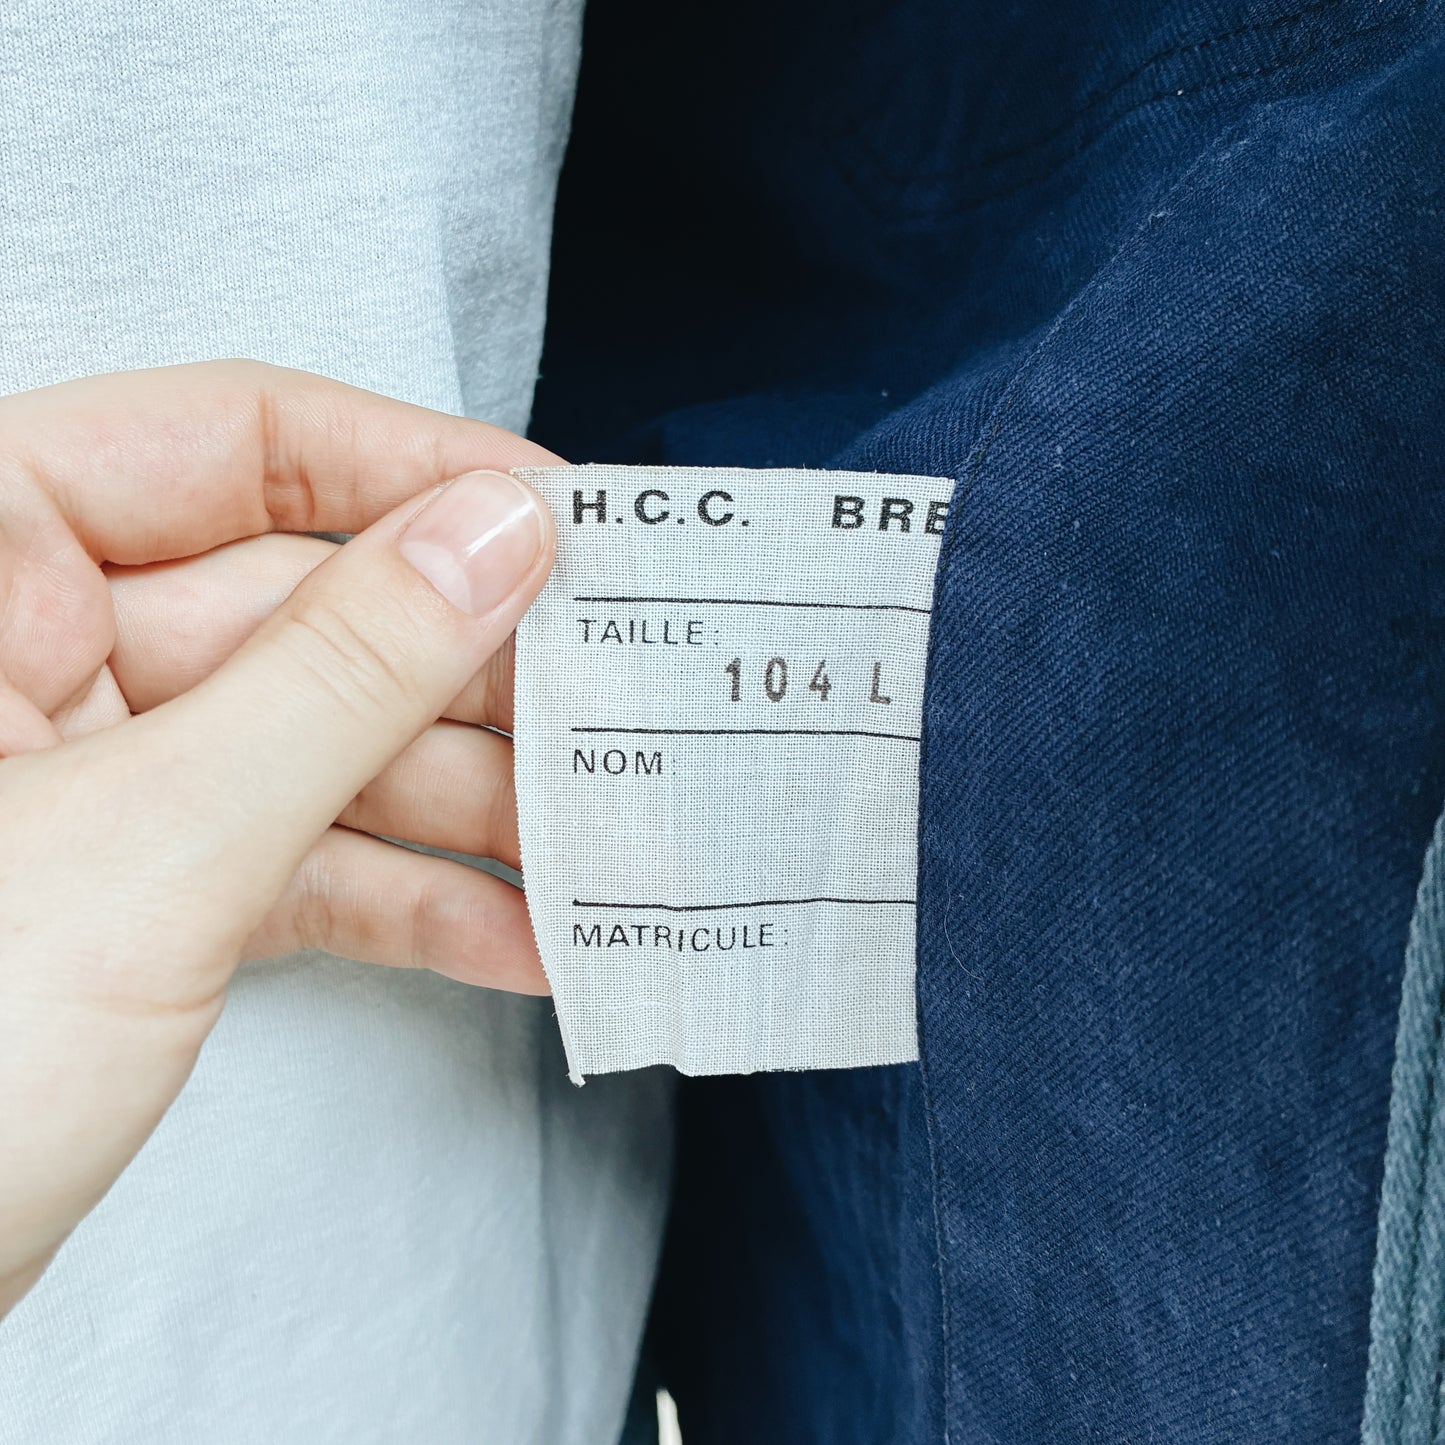 H.C.C. BRE
TAILLE:
104 L
NOM:
MATRICULE: